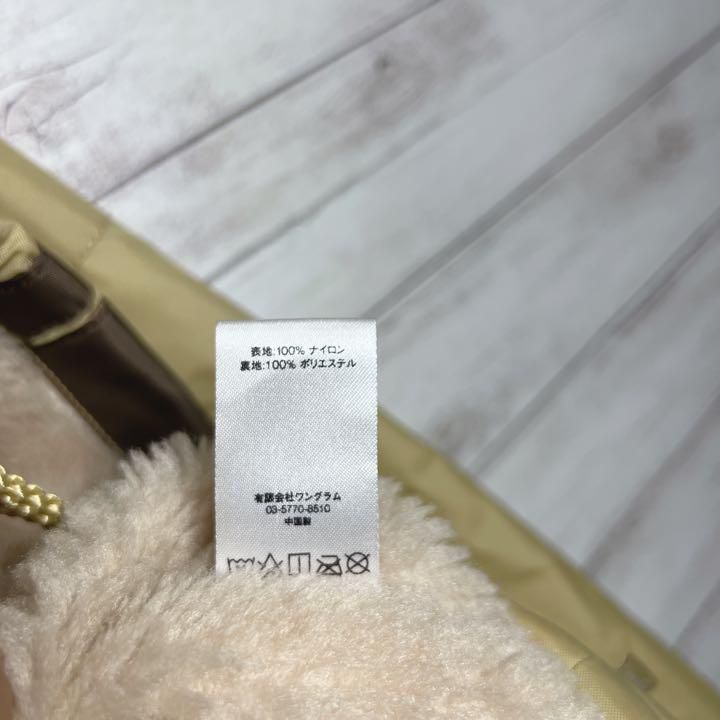 表地:100% ナイロン
裏地:100% ポリエステル
有限会社ワングラム
03-5770-8510
中国製